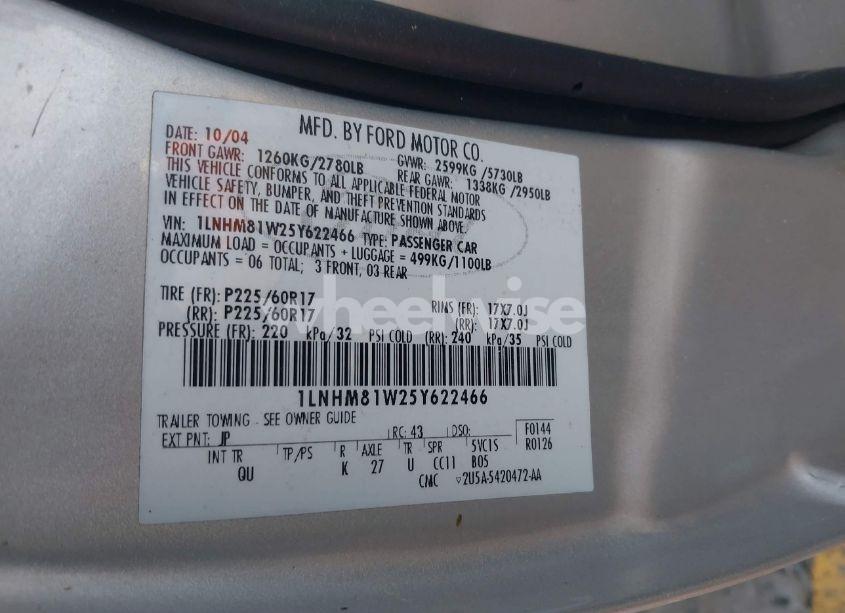 MFD. BY FORD MOTOR CO.
DATE: 10/04
FRONT GAWR: 1260KG/2780LB
GVWR: 2599KG /5730LB
REAR GAWR: 1338KG /2950LB
THIS VEHICLE CONFORMS TO ALL APPLICABLE FEDERAL MOTOR
VEHICLE SAFETY, BUMPER, AND THEFT PREVENTION STANDARDS
IN EFFECT ON THE DATE OF MANUFACTURE SHOWN ABOVE.
VIN: 1LNHM81W25Y622466 TYPE: PASSENGER CAR
MAXIMUM LOAD = OCCUPANTS + LUGGAGE = 499KG/1100LB
OCCUPANTS = 06 TOTAL; 3 FRONT, 03 REAR
TIRE (FR): P225/60R17 RIMS (FR): 17X7.0J
(RR): P225/60R17 (RR): 17X7.0J
PRESSURE (FR): 220 kPa/32 PSI COLD (RR): 240 kPa/35 PSI COLD
wheelwise
1LNHM81W25Y622466
TRAILER TOWING - SEE OWNER GUIDE
EXT PNT: JP RC: 43 DSO: F0144
R0126
INT TR TP/PS R AXLE TR SPR 5YC1S
QU K 27 U CC11 B05
CMC 2U5A-5420472-AA